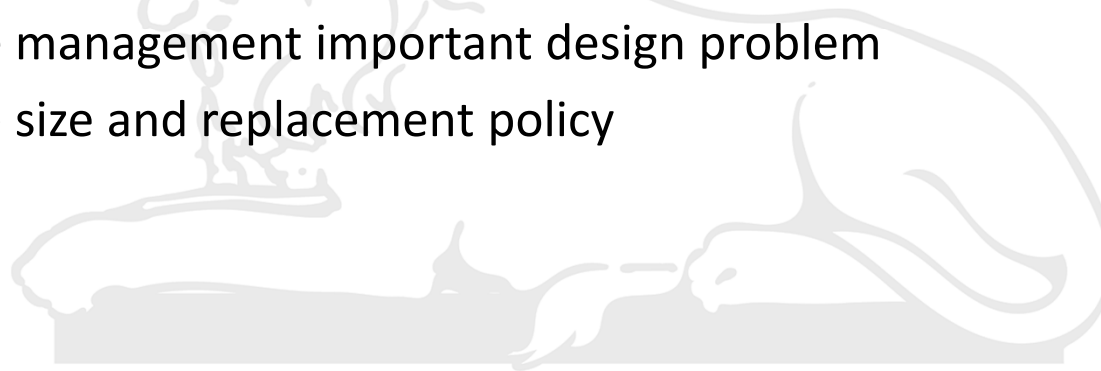 management important design problem
size and replacement policy